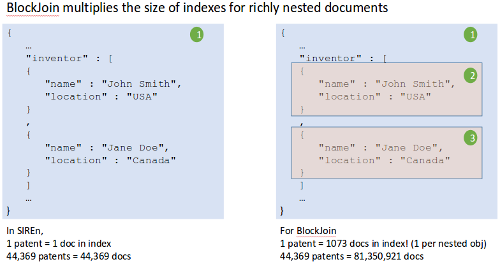 BlockJoin multiplies the size of indexes for richly nested documents
{
1
…
"inventor" : [
{
"name" : "John Smith",
"location" : "USA"
}
,
{
"name" : "Jane Doe",
"location" : "Canada"
}
]
…
}
In SIREn,
1 patent = 1 doc in index
44,369 patents = 44,369 docs
{
1
…
"inventor" : [
{
2
"name" : "John Smith",
"location" : "USA"
}
,
{
3
"name" : "Jane Doe",
"location" : "Canada"
}
]
…
}
For BlockJoin
1 patent = 1073 docs in index! (1 per nested obj)
44,369 patents = 81,350,921 docs